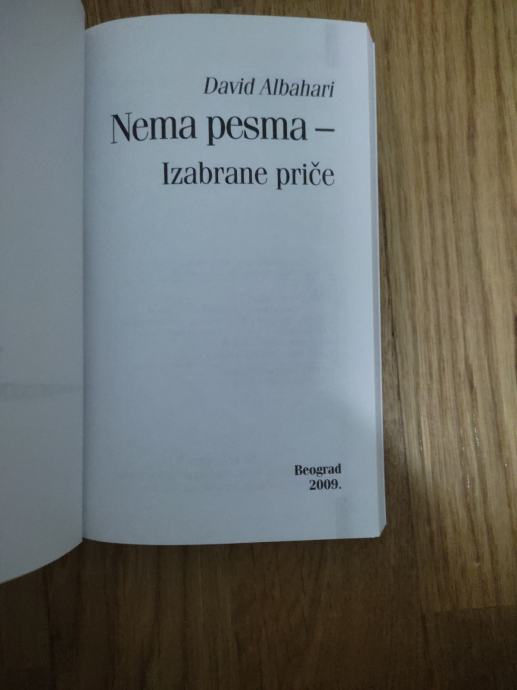 David Albahari
Nema pesma –
Izabrane priče
Beograd
2009.